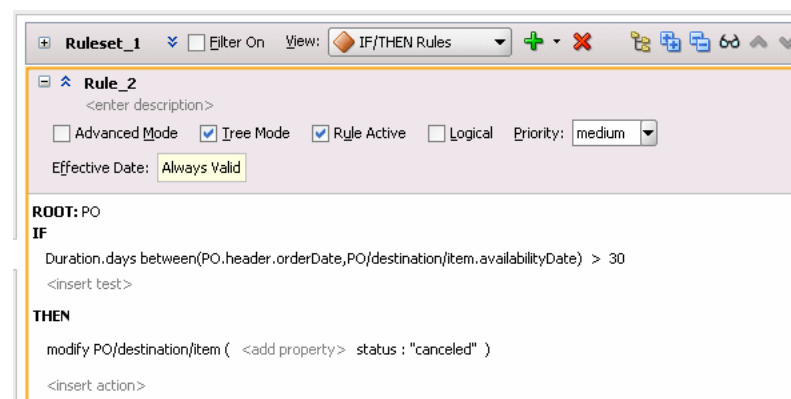 Ruleset_1 Filter On View: IF/THEN Rules
Rule_2
<enter description>
Advanced Mode Tree Mode Rule Active Logical Priority: medium
Effective Date: Always Valid
ROOT: PO
IF
Duration.days between(PO.header.orderDate,PO/destination/item.availabilityDate) > 30
<insert test>
THEN
modify PO/destination/item ( <add property> status : "canceled" )
<insert action>